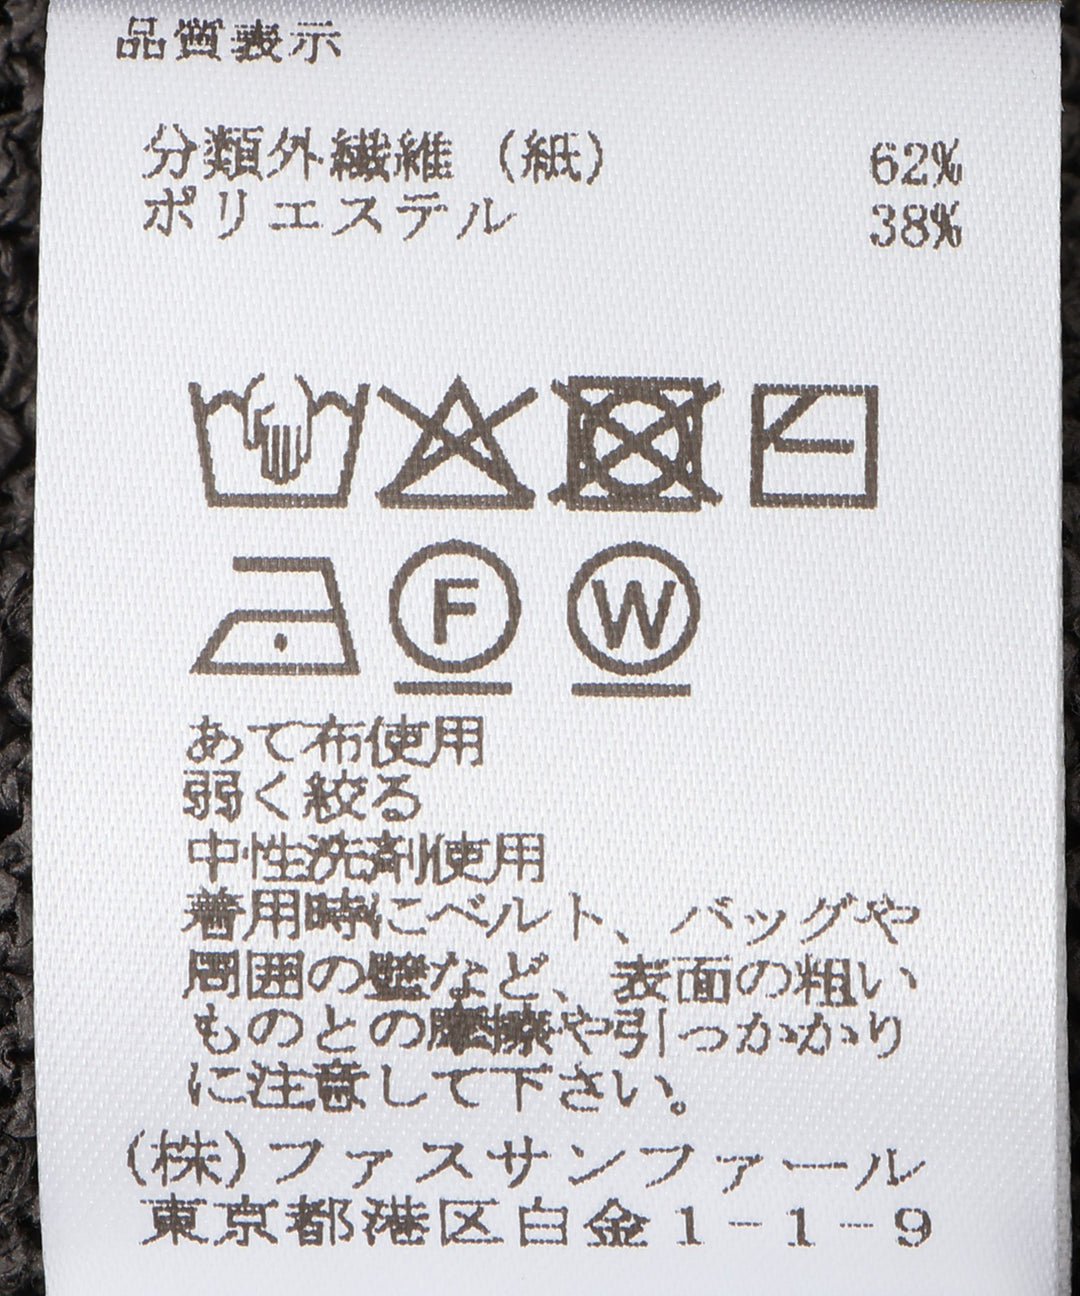 品質表示
分類外繊維（紙） 62%
ポリエステル 38%
F W
あて布使用
弱く絞る
中性洗剤使用
着用時にベルト、バッグや
周囲の壁など、表面の粗い
ものとの摩擦や引っかかり
に注意して下さい。
(株)ファスサンファール
東京都港区白金1-1-9